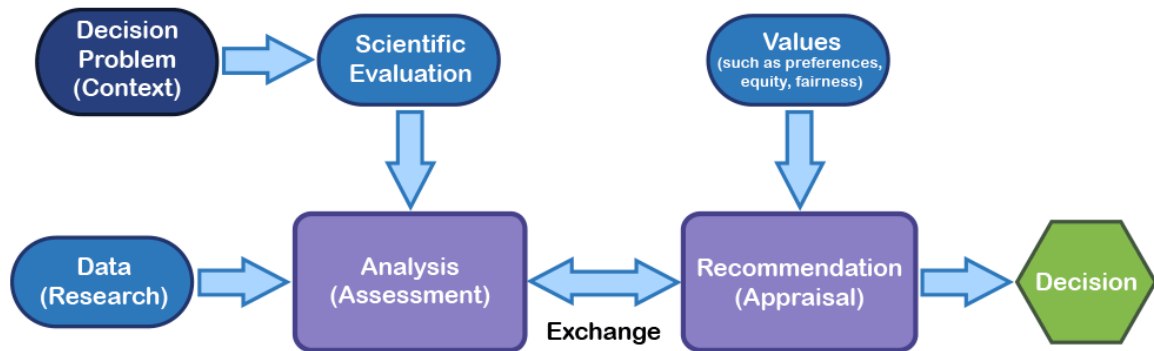 Decision
Problem
(Context)
Scientific
Evaluation
Values
(such as preferences,
equity, fairness)
Data
(Research)
Analysis
(Assessment)
Exchange
Recommendation
(Appraisal)
Decision